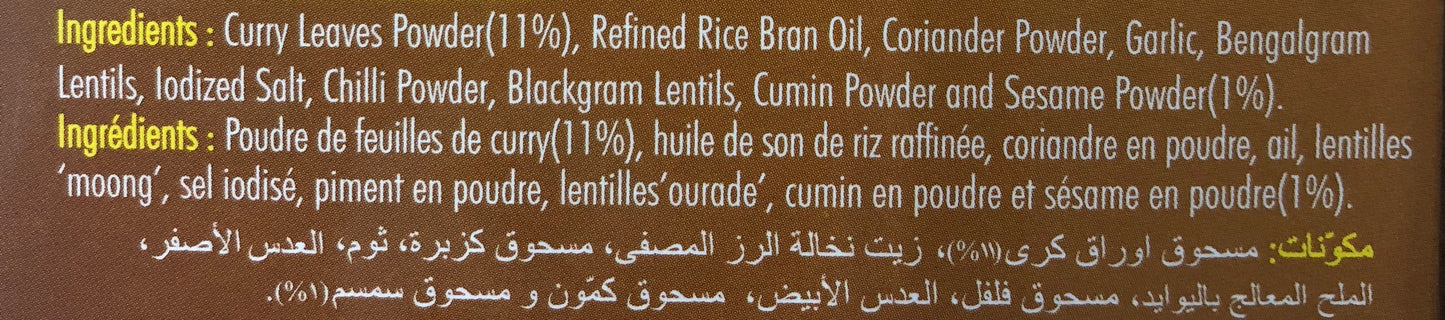 Ingredients : Curry Leaves Powder(11%), Refined Rice Bran Oil, Coriander Powder, Garlic, Bengalgram
Lentils, Iodized Salt, Chilli Powder, Blackgram Lentils, Cumin Powder and Sesame Powder(1%).
Ingrédients : Poudre de feuilles de curry(11%), huile de son de riz raffinée, coriandre en poudre, ail, lentilles
‘moong’, sel iodisé, piment en poudre, lentilles’ourade’, cumin en poudre et sésame en poudre(1%).
مكوّنات: مسحوق اوراق كرى(١١%)، زيت نخالة الرز المصفى، مسحوق كزبرة، ثوم، العدس الأصفر،
الملح المعالج باليوايد، مسحوق فلفل، العدس الأبيض، مسحوق كمّون و مسحوق سمسم(١%).